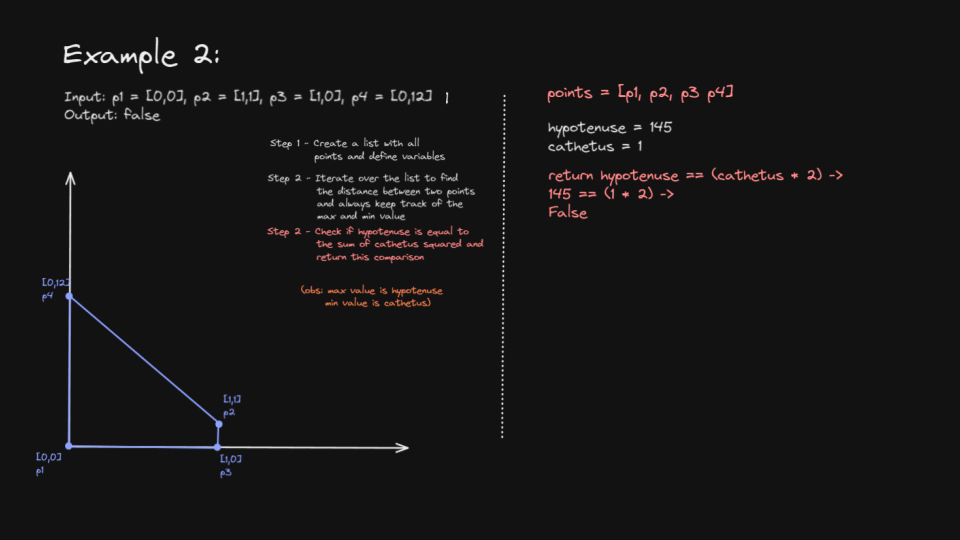 Example 2:
Input: p1 = [0,0], p2 = [1,1], p3 = [1,0], p4 = [0,12]
Output: false
Step 1 - Create a list with all
points and define variables
Step 2 - Iterate over the list to find
the distance between two points
and always keep track of the
max and min value
Step 2 - Check if hypotenuse is equal to
the sum of cathetus squared and
return this comparison
(obs: max value is hypotenuse
min value is cathetus)
[0,12]
p4
[1,1]
p2
[0,0]
p1
[1,0]
p3
points = [p1, p2, p3 p4]
hypotenuse = 145
cathetus = 1
return hypotenuse == (cathetus * 2) ->
145 == (1 * 2) ->
False